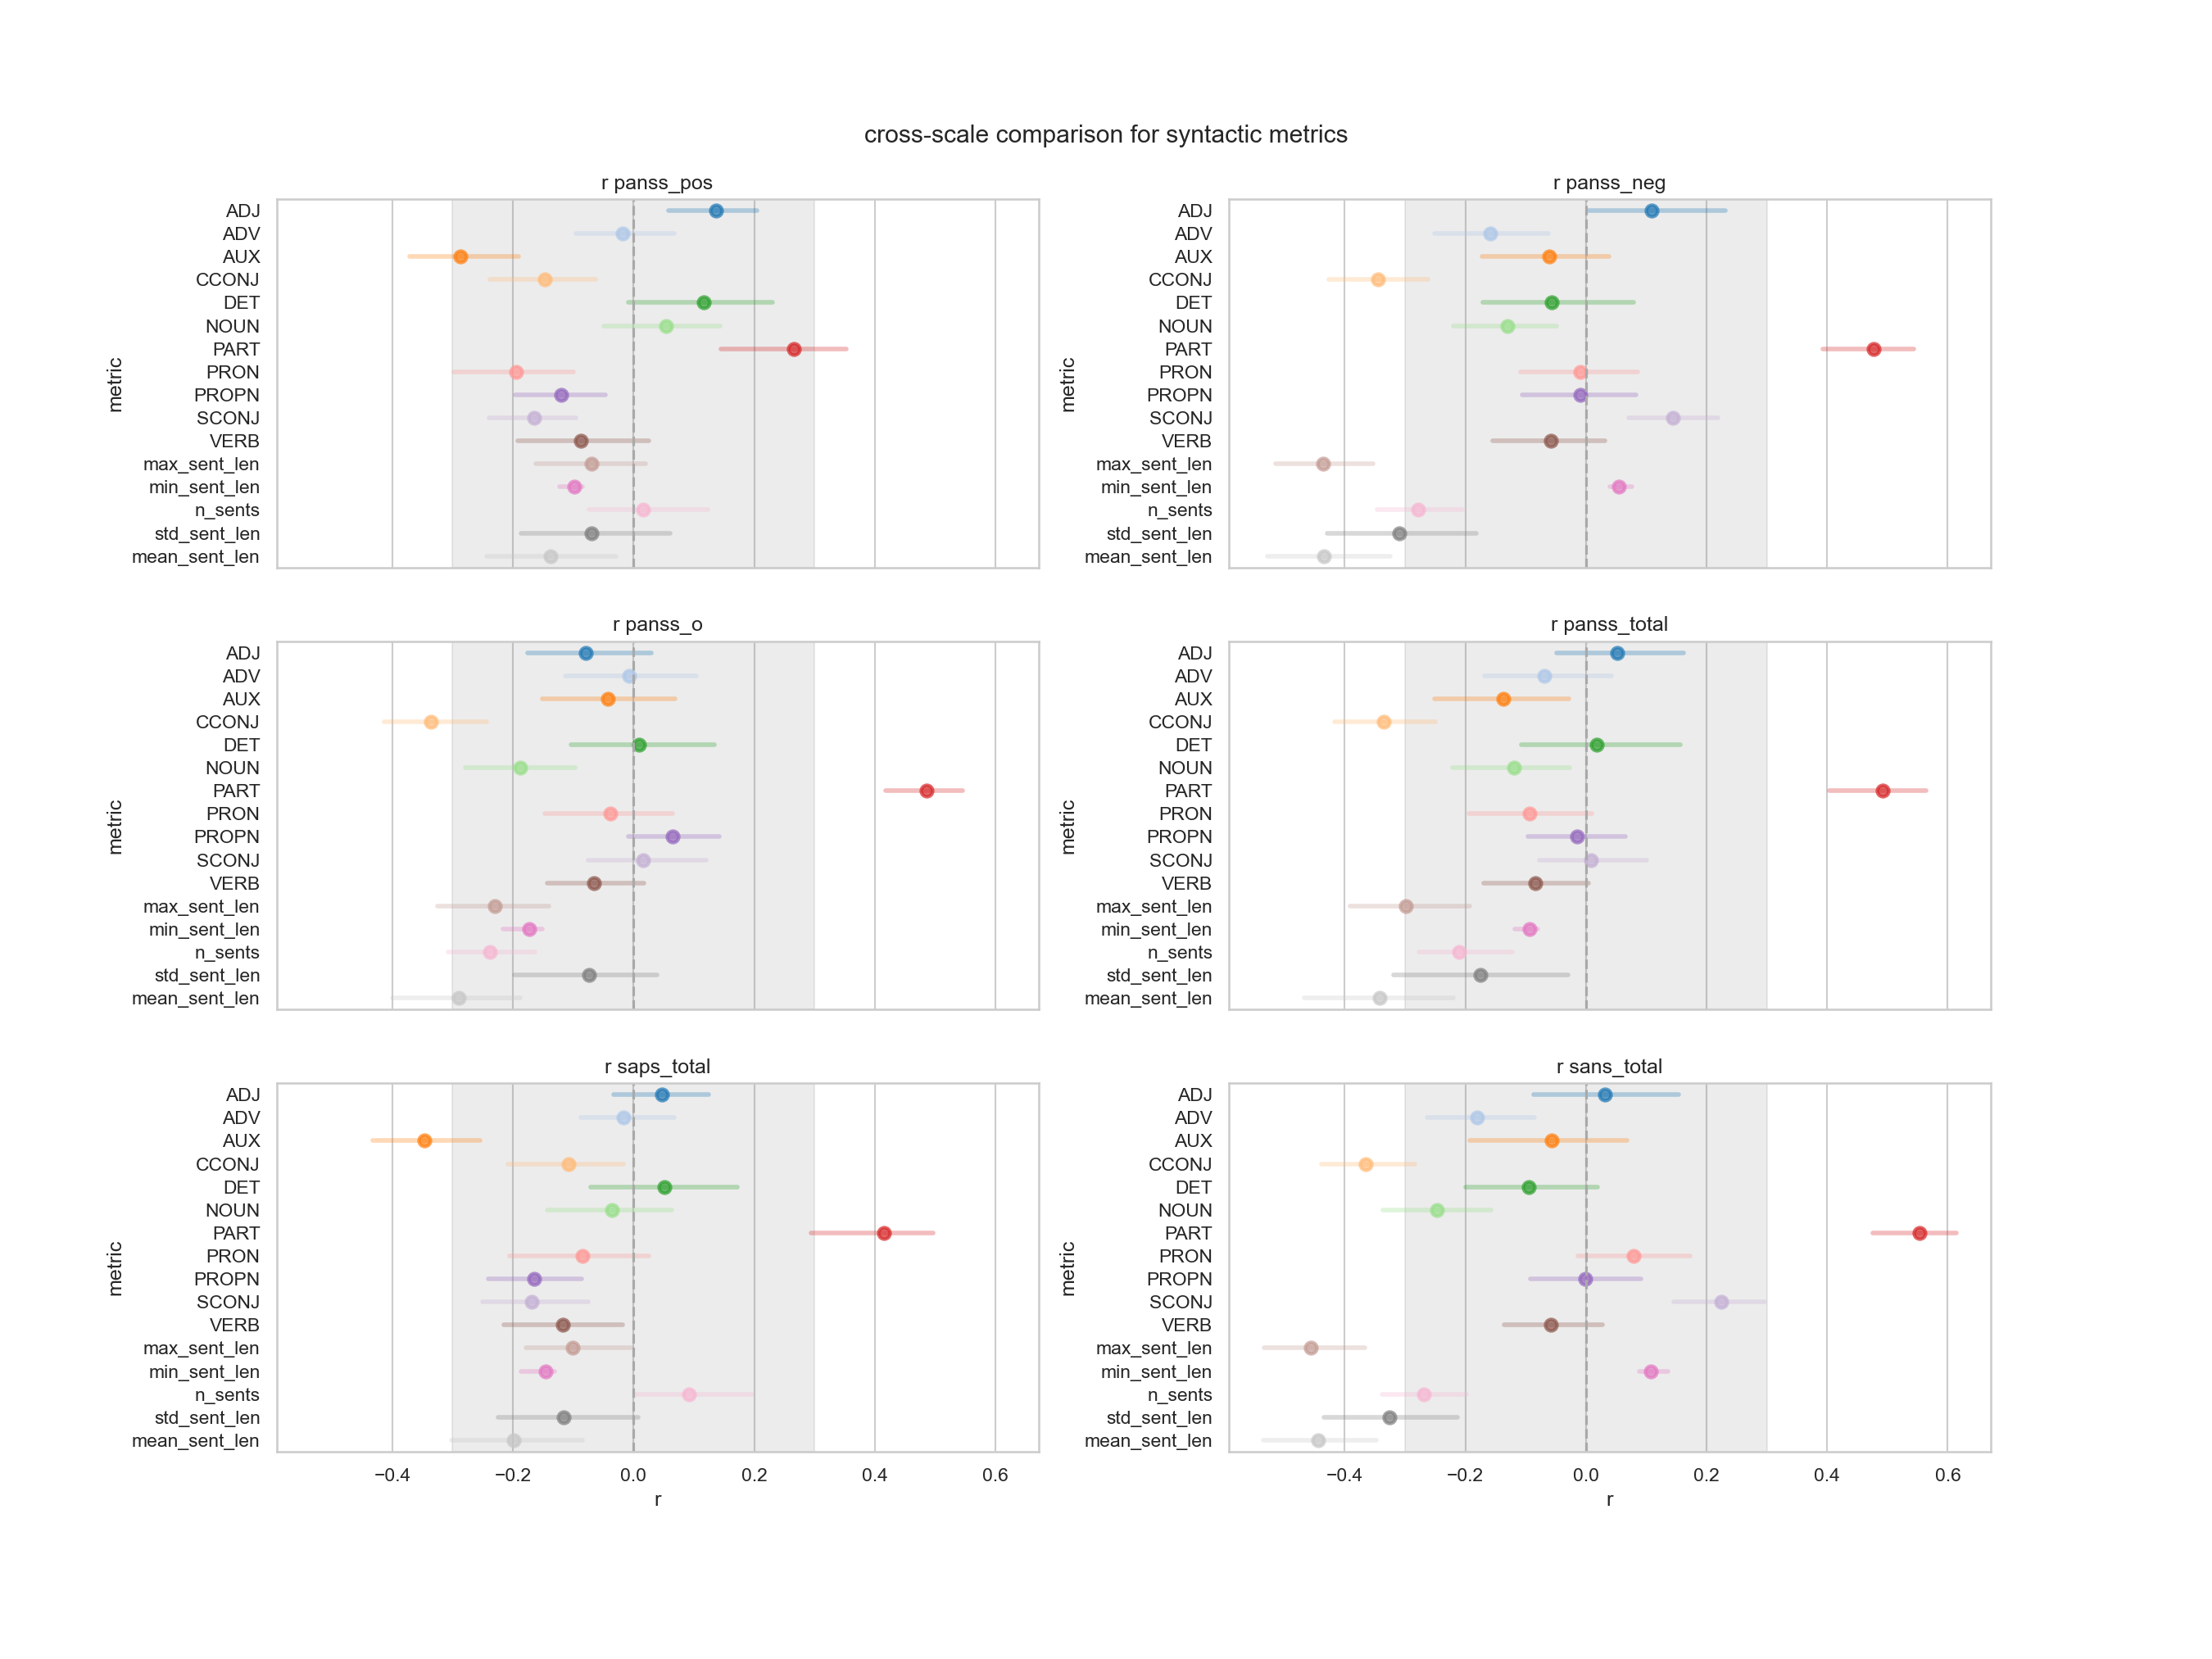 cross-scale comparison for syntactic metrics
r panss_pos
metric
ADJ
ADV
AUX
CCONJ
DET
NOUN
PART
PRON
PROPN
SCONJ
VERB
max_sent_len
min_sent_len
n_sents
std_sent_len
mean_sent_len
r panss_neg
metric
ADJ
ADV
AUX
CCONJ
DET
NOUN
PART
PRON
PROPN
SCONJ
VERB
max_sent_len
min_sent_len
n_sents
std_sent_len
mean_sent_len
r panss_o
metric
ADJ
ADV
AUX
CCONJ
DET
NOUN
PART
PRON
PROPN
SCONJ
VERB
max_sent_len
min_sent_len
n_sents
std_sent_len
mean_sent_len
r panss_total
metric
ADJ
ADV
AUX
CCONJ
DET
NOUN
PART
PRON
PROPN
SCONJ
VERB
max_sent_len
min_sent_len
n_sents
std_sent_len
mean_sent_len
r saps_total
metric
ADJ
ADV
AUX
CCONJ
DET
NOUN
PART
PRON
PROPN
SCONJ
VERB
max_sent_len
min_sent_len
n_sents
std_sent_len
mean_sent_len
−0.4 −0.2 0.0 0.2 0.4 0.6
r
r sans_total
metric
ADJ
ADV
AUX
CCONJ
DET
NOUN
PART
PRON
PROPN
SCONJ
VERB
max_sent_len
min_sent_len
n_sents
std_sent_len
mean_sent_len
−0.4 −0.2 0.0 0.2 0.4 0.6
r